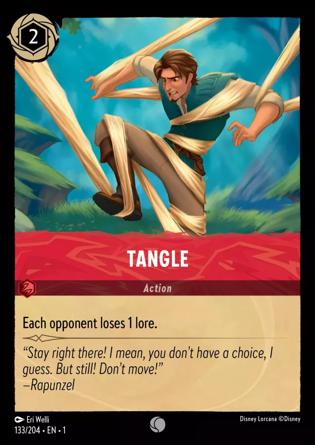 2
TANGLE
Action
Each opponent loses 1 lore.
“Stay right there! I mean, you don’t have a choice, I
guess. But still! Don’t move!”
–Rapunzel
Eri Welli
133/204 • EN • 1
Disney Lorcana ©Disney